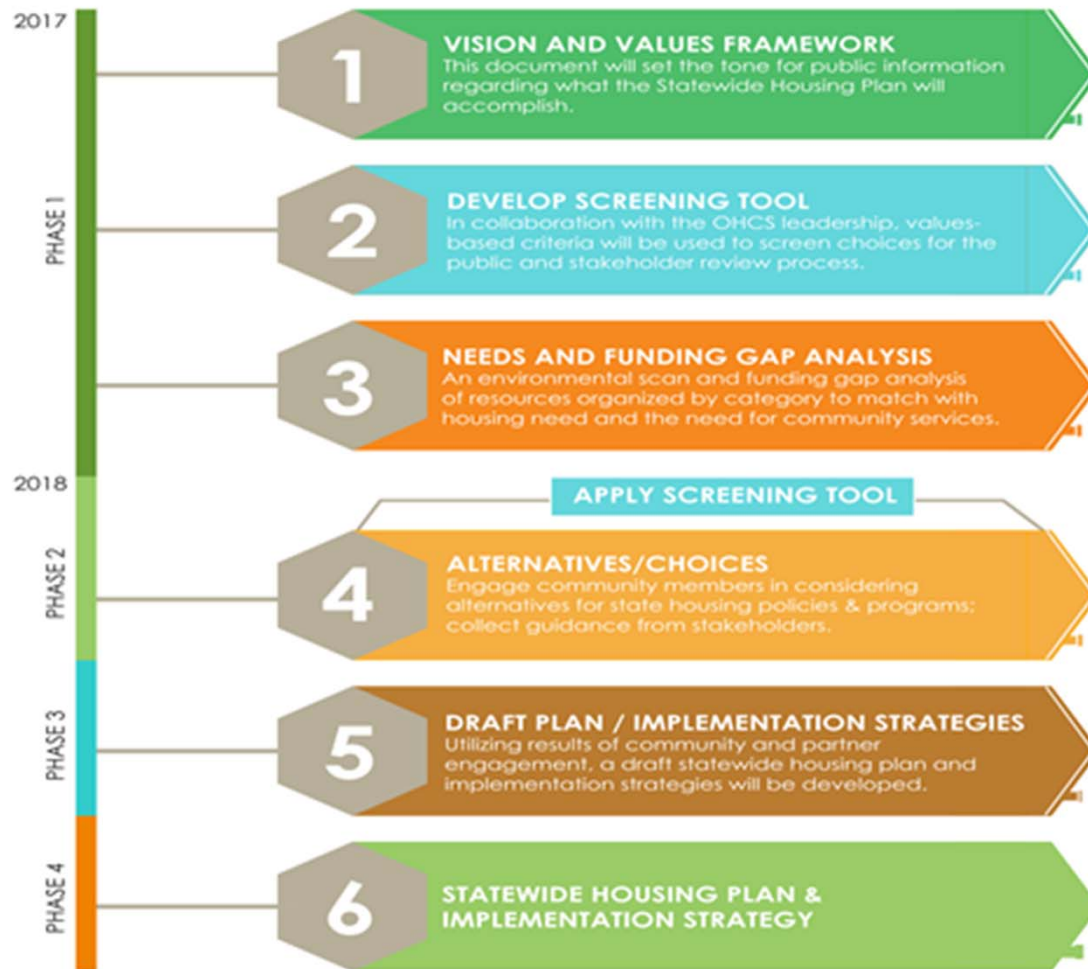 2017
1
VISION AND VALUES FRAMEWORK
This document will set the tone for public information
regarding what the Statewide Housing Plan will
accomplish.
PHASE 1
2
DEVELOP SCREENING TOOL
In collaboration with the OHCS leadership, values-
based criteria will be used to screen choices for the
public and stakeholder review process.
3
NEEDS AND FUNDING GAP ANALYSIS
An environmental scan and funding gap analysis
of resources organized by category to match with
housing need and the need for community services.
2018
APPLY SCREENING TOOL
PHASE 2
4
ALTERNATIVES/CHOICES
Engage community members in considering
alternatives for state housing policies & programs;
collect guidance from stakeholders.
PHASE 3
5
DRAFT PLAN / IMPLEMENTATION STRATEGIES
Utilizing results of community and partner
engagement, a draft statewide housing plan and
implementation strategies will be developed.
PHASE 4
6
STATEWIDE HOUSING PLAN &
IMPLEMENTATION STRATEGY